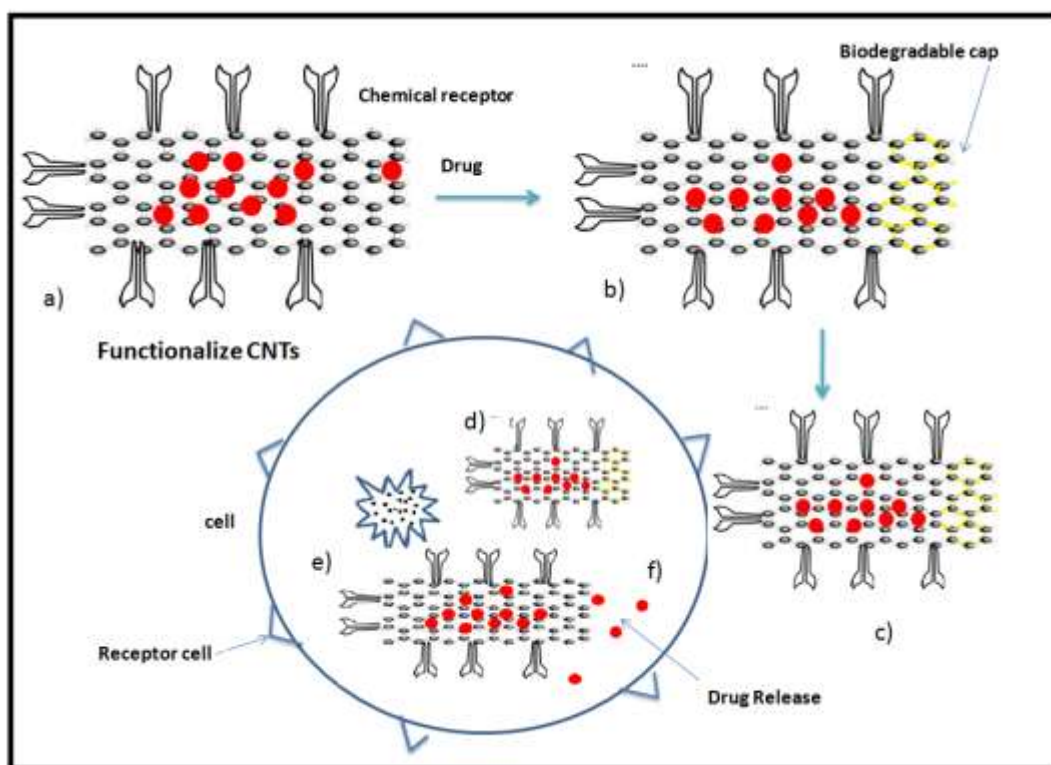 Biodegradable cap
Chemical receptor
Drug
a)
b)
Functionalize CNTs
d)
cell
e)
f)
c)
Receptor cell
Drug Release